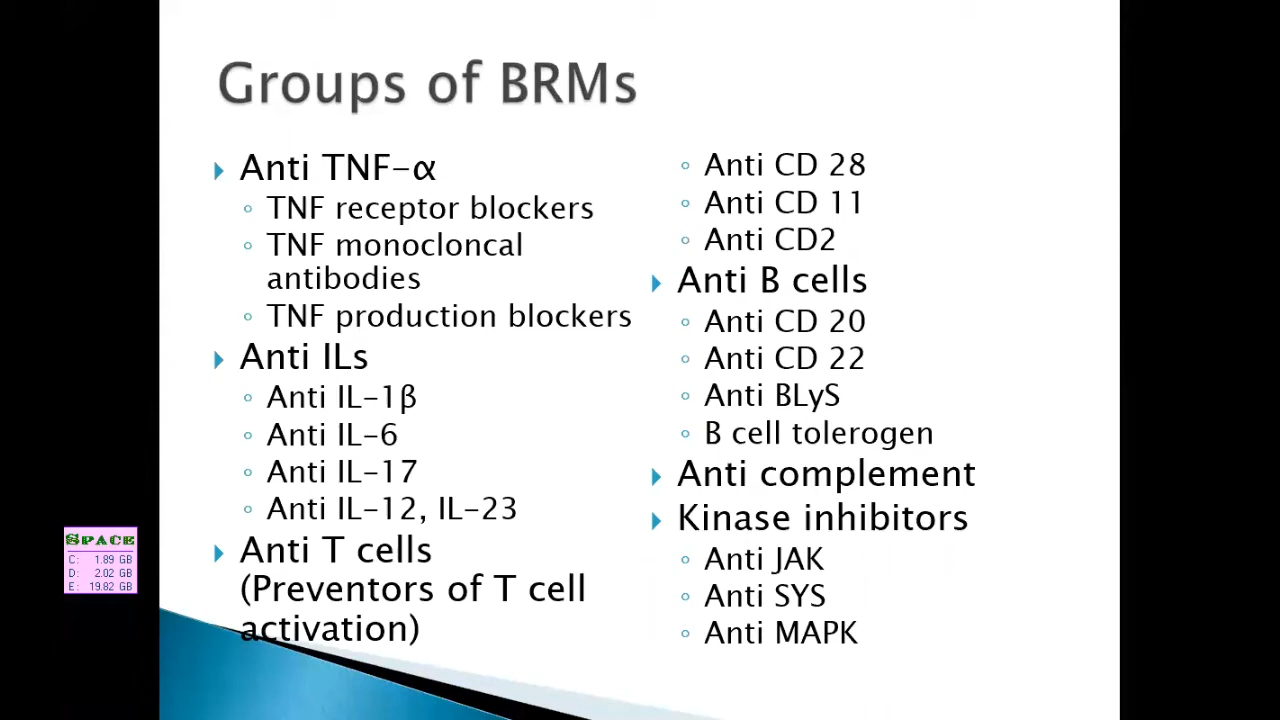 Groups of BRMs
Anti TNF-α
TNF receptor blockers
TNF monocloncal
antibodies
TNF production blockers
Anti ILs
Anti IL-1β
Anti IL-6
Anti IL-17
Anti IL-12, IL-23
Anti T cells
(Preventors of T cell
activation)
Anti CD 28
Anti CD 11
Anti CD2
Anti B cells
Anti CD 20
Anti CD 22
Anti BLyS
B cell tolerogen
Anti complement
Kinase inhibitors
Anti JAK
Anti SYS
Anti MAPK
SPACE
C: 1.89 GB
D: 2.02 GB
E: 19.82 GB